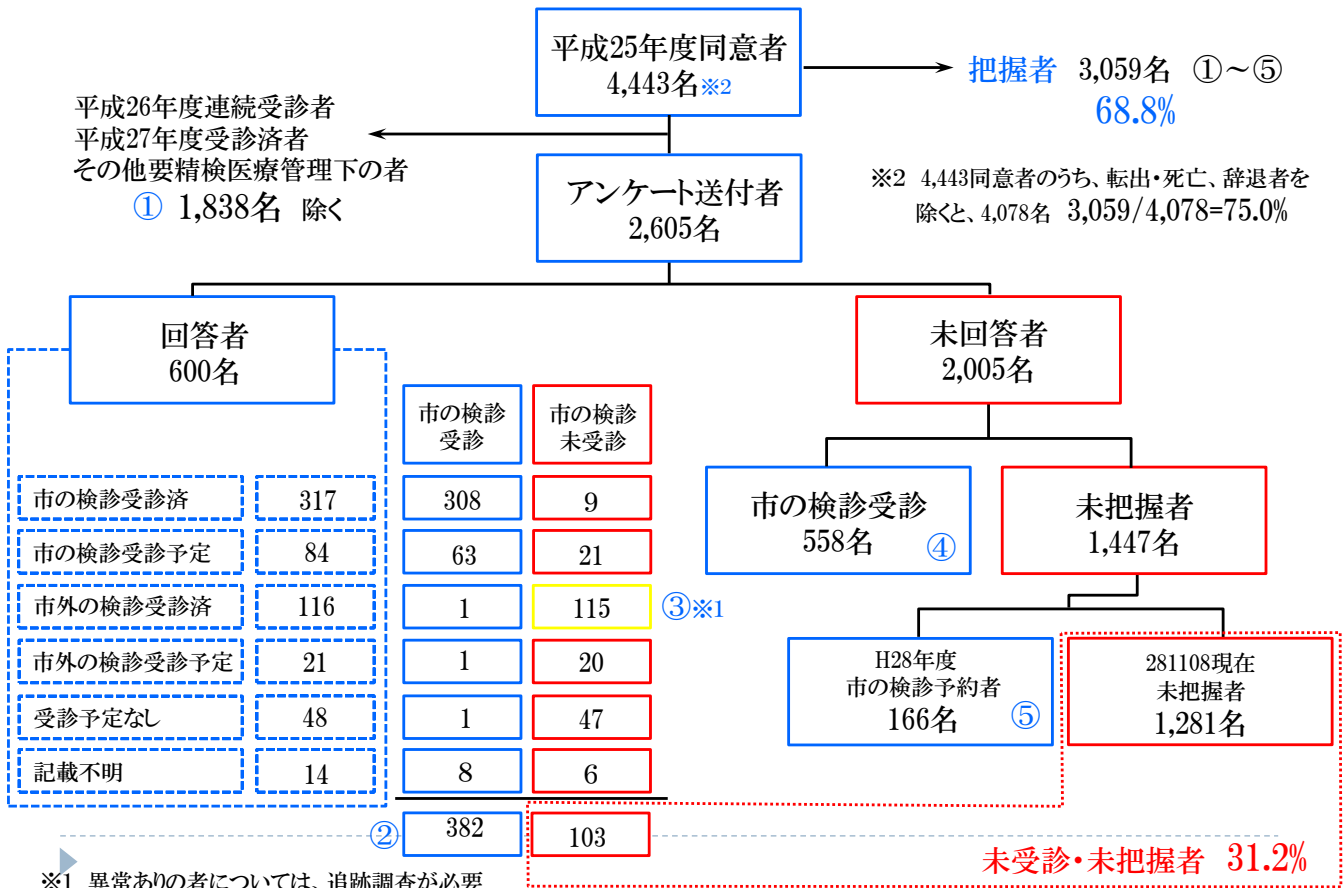 平成25年度同意者
4,443名※2
把握者 3,059名 ①～⑤
68.8%
平成26年度連続受診者
平成27年度受診済者
その他要精検医療管理下の者
① 1,838名 除く
※2 4,443同意者のうち、転出・死亡、辞退者を
除くと、4,078名 3,059/4,078=75.0%
アンケート送付者
2,605名
回答者
600名
未回答者
2,005名
市の検診
受診
市の検診
未受診
市の検診受診済 317 308 9
市の検診受診予定 84 63 21
市外の検診受診済 116 1 115 ③※1
市外の検診受診予定 21 1 20
受診予定なし 48 1 47
記載不明 14 8 6
② 382 103
市の検診受診
558名 ④
未把握者
1,447名
H28年度
市の検診予約者
166名 ⑤
281108現在
未把握者
1,281名
未受診・未把握者 31.2%
※1 異常ありの者については、追跡調査が必要